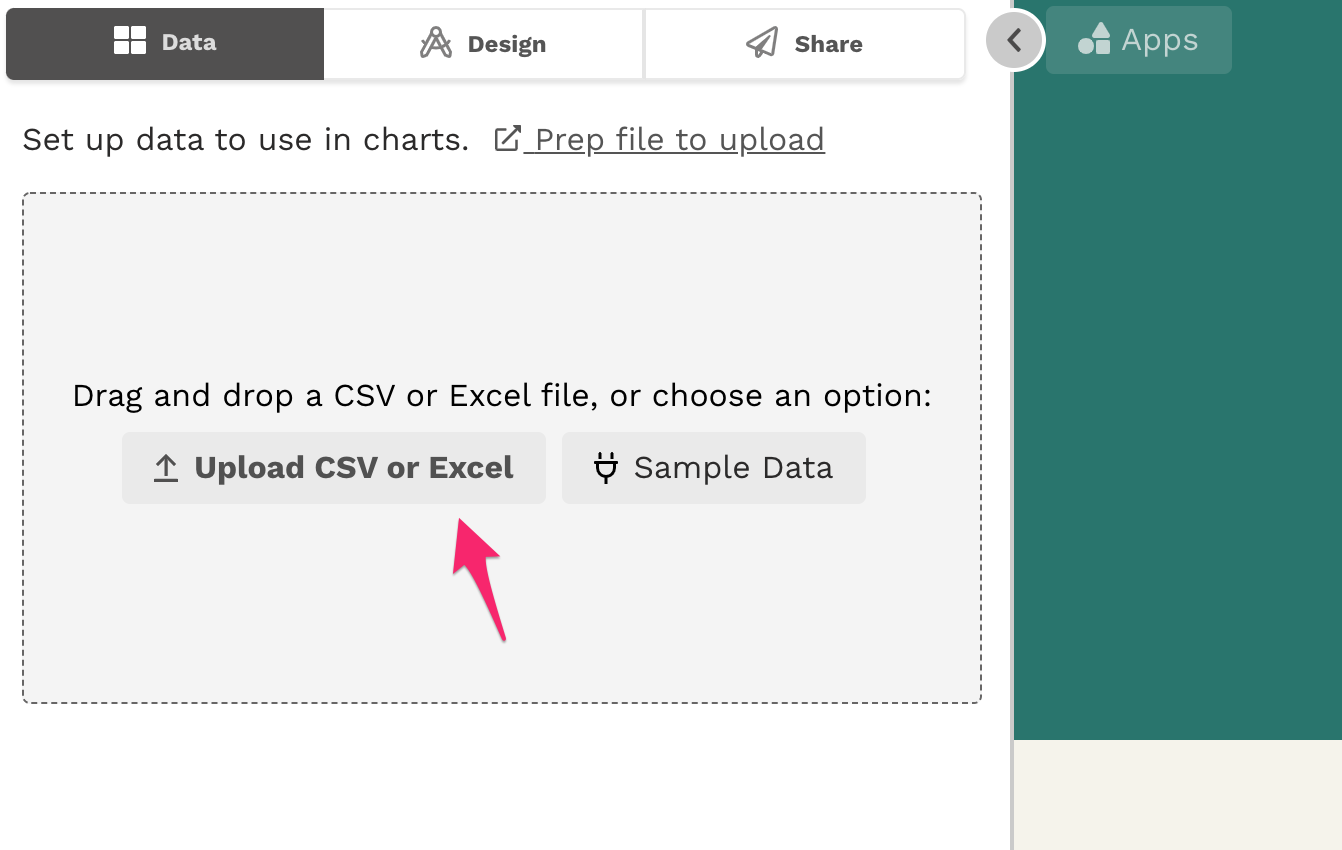 Data
Design
Share
Apps
Set up data to use in charts. Prep file to upload
Drag and drop a CSV or Excel file, or choose an option:
Upload CSV or Excel
Sample Data